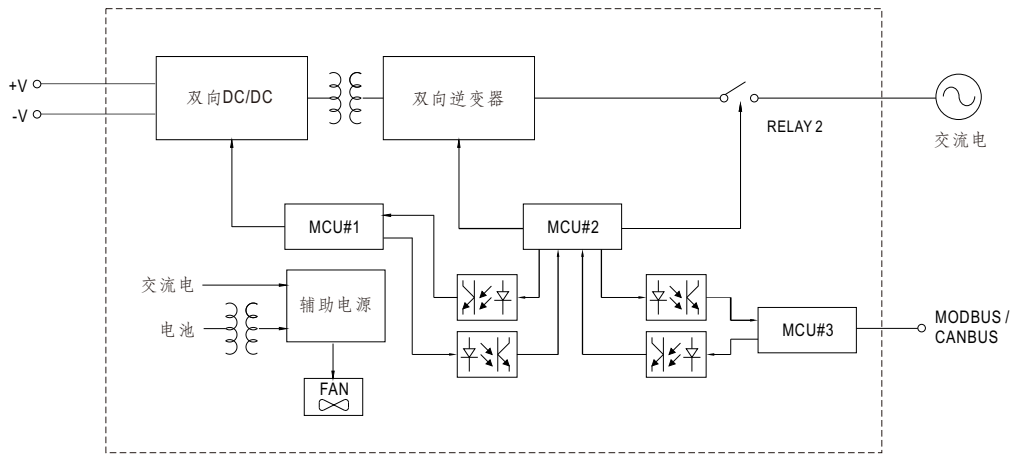 +V
-V
双向DC/DC
双向逆变器
RELAY 2
交流电
MCU#1
MCU#2
交流电
电池
辅助电源
FAN
MCU#3
MODBUS /
CANBUS